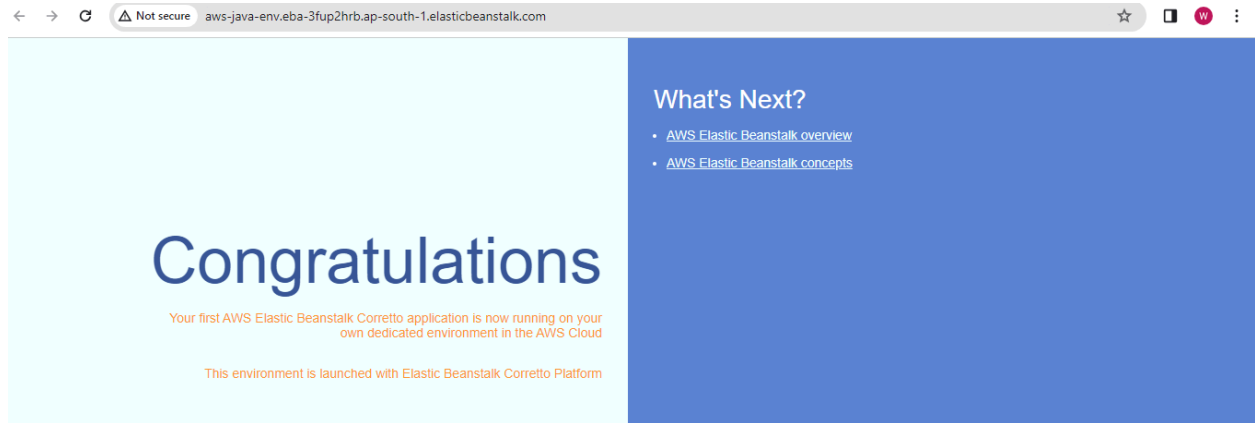 Not secure aws-java-env.eba-3fup2hrb.ap-south-1.elasticbeanstalk.com
W
Congratulations
Your first AWS Elastic Beanstalk Corretto application is now running on your
own dedicated environment in the AWS Cloud
This environment is launched with Elastic Beanstalk Corretto Platform
What's Next?
AWS Elastic Beanstalk overview
AWS Elastic Beanstalk concepts